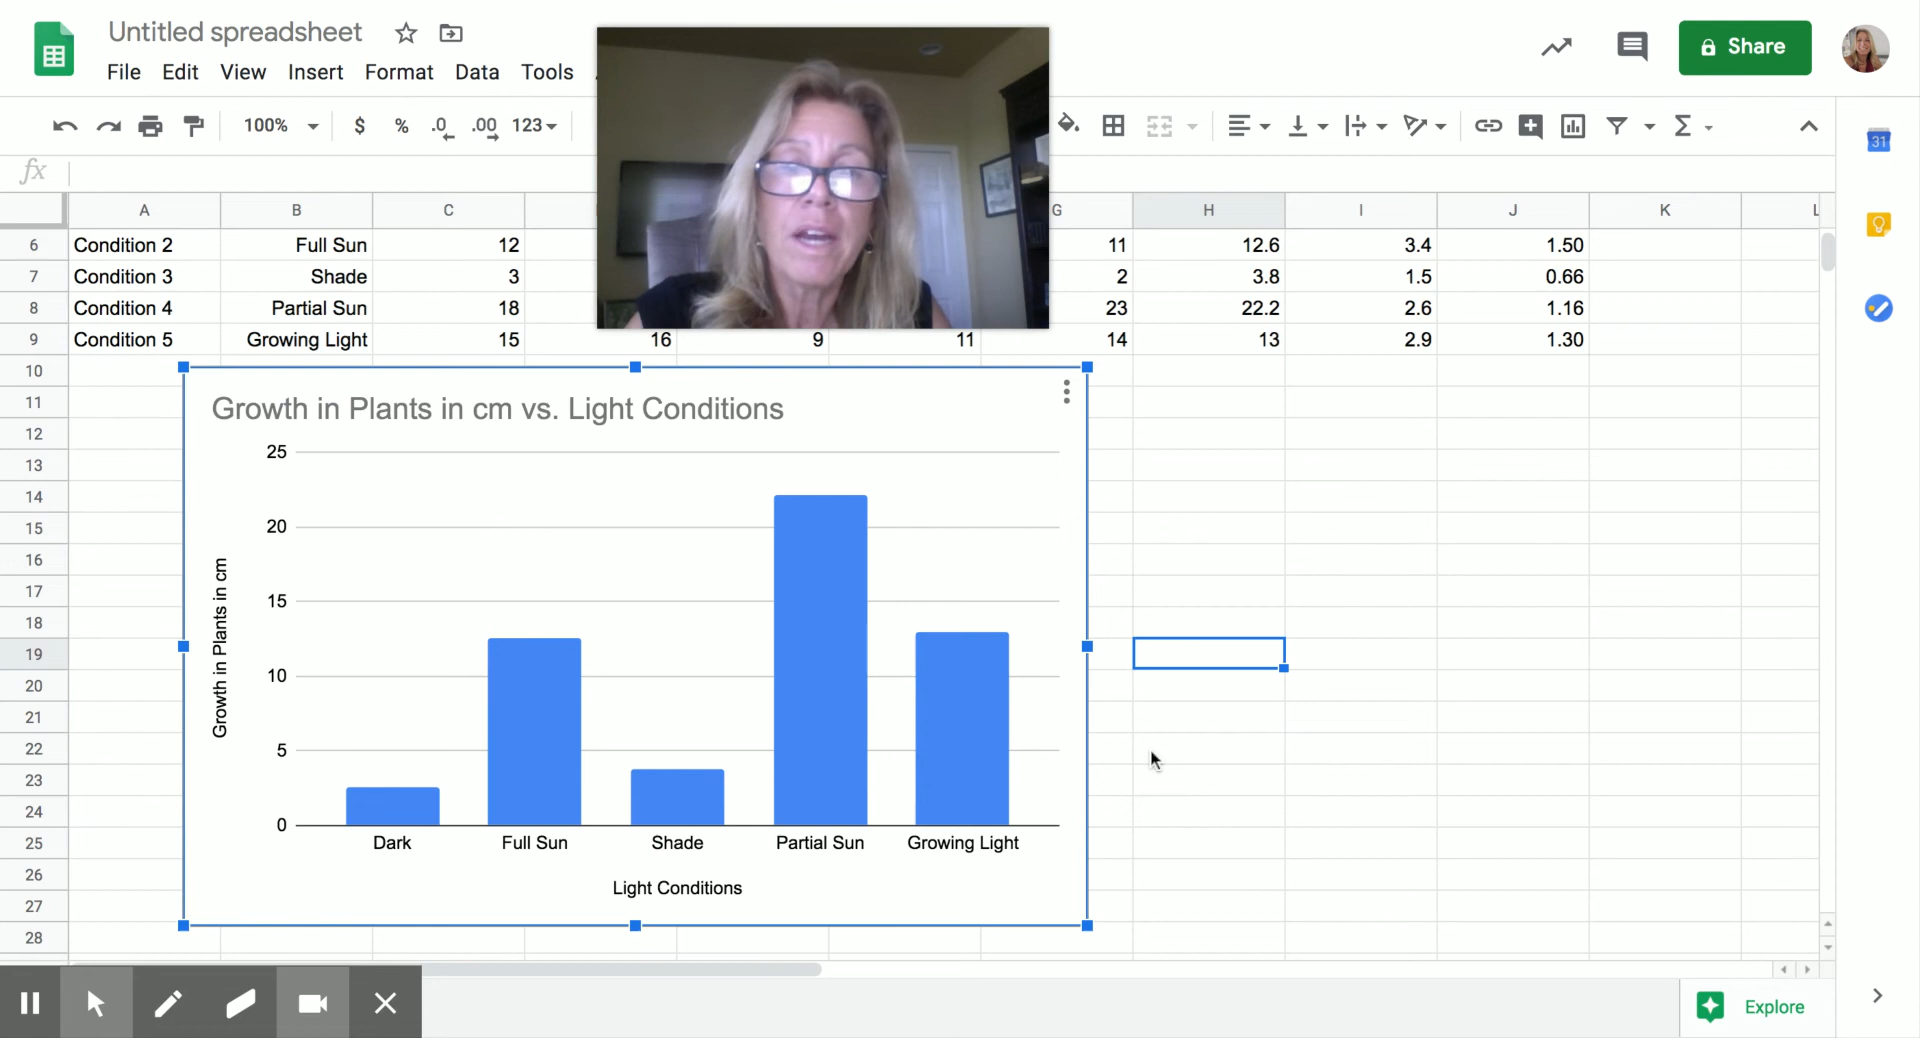 Untitled spreadsheet
File Edit View Insert Format Data Tools
Share
100% $ % .0 .00 123
31
fx
A B C G H I J K L
6 Condition 2 Full Sun 12 11 12.6 3.4 1.50
7 Condition 3 Shade 3 2 3.8 1.5 0.66
8 Condition 4 Partial Sun 18 23 22.2 2.6 1.16
9 Condition 5 Growing Light 15 16 9 11 14 13 2.9 1.30
10
11
12
13
14
15
16
17
18
19
20
21
22
23
24
25
26
27
28
Growth in Plants in cm vs. Light Conditions
Growth in Plants in cm
25
20
15
10
5
0
Dark Full Sun Shade Partial Sun Growing Light
Light Conditions
Explore